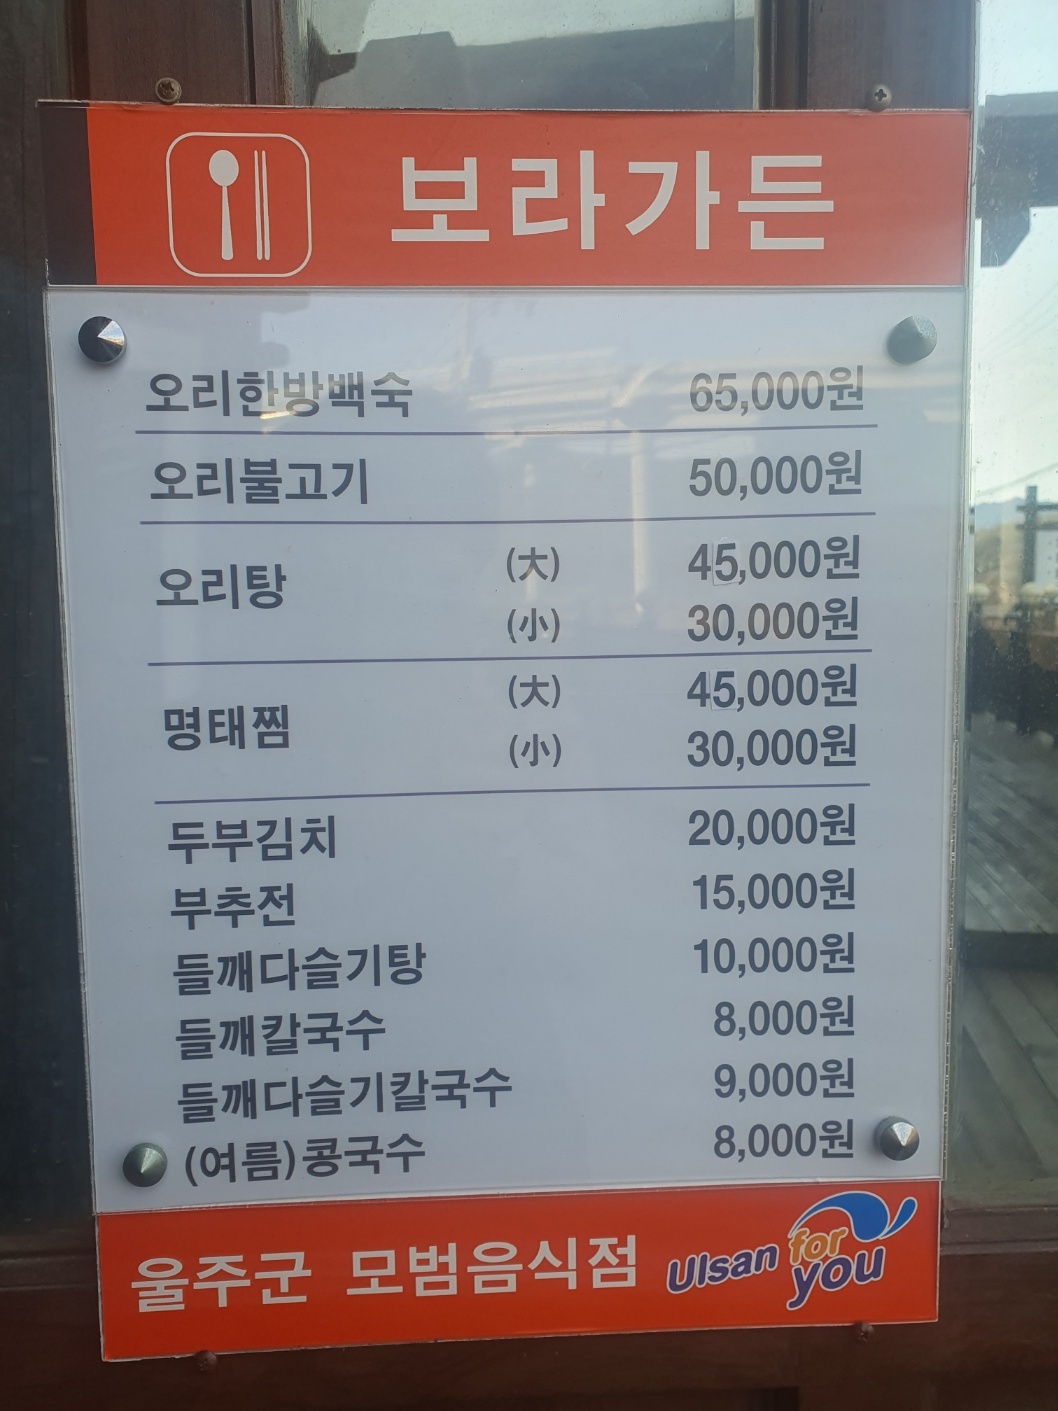 보라가든
오리한방백숙 65,000원
오리불고기 50,000원
오리탕 (大) 45,000원
(小) 30,000원
명태찜 (大) 45,000원
(小) 30,000원
두부김치 20,000원
부추전 15,000원
들깨다슬기탕 10,000원
들깨칼국수 8,000원
들깨다슬기칼국수 9,000원
(여름)콩국수 8,000원
울주군 모범음식점 Ulsan for you